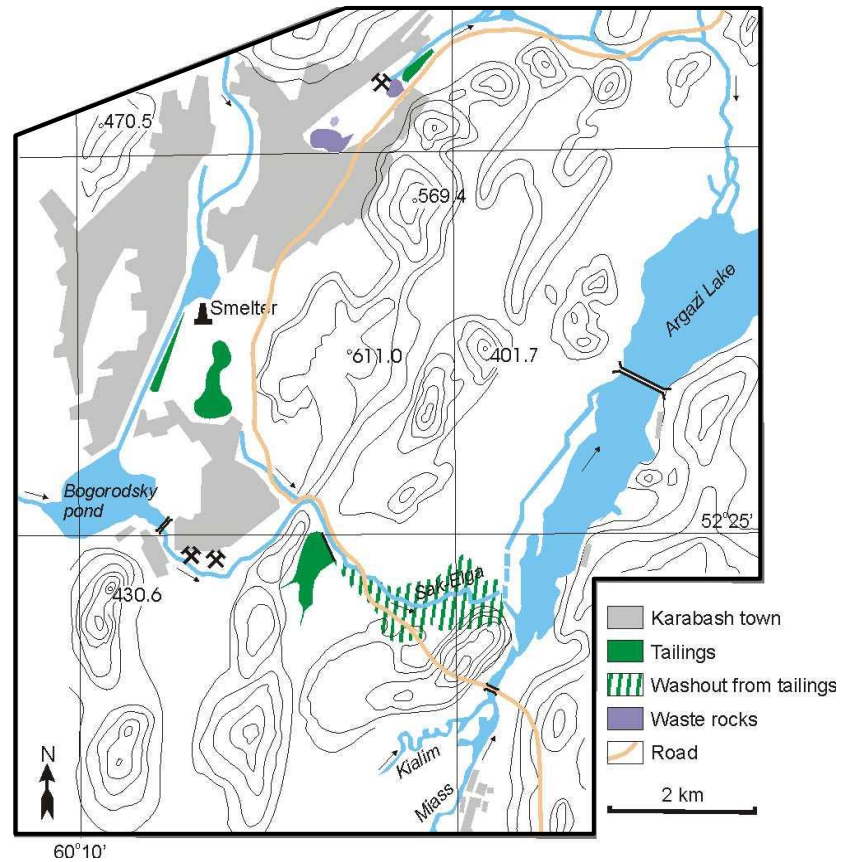 470.5
569.4
Argazi Lake
Smelter
611.0
401.7
Bogorodsky
pond
52°25'
Sak-Elga
430.6
Karabash town
Tailings
Washout from tailings
Waste rocks
Road
N
Kialim
Miass
2 km
60°10'